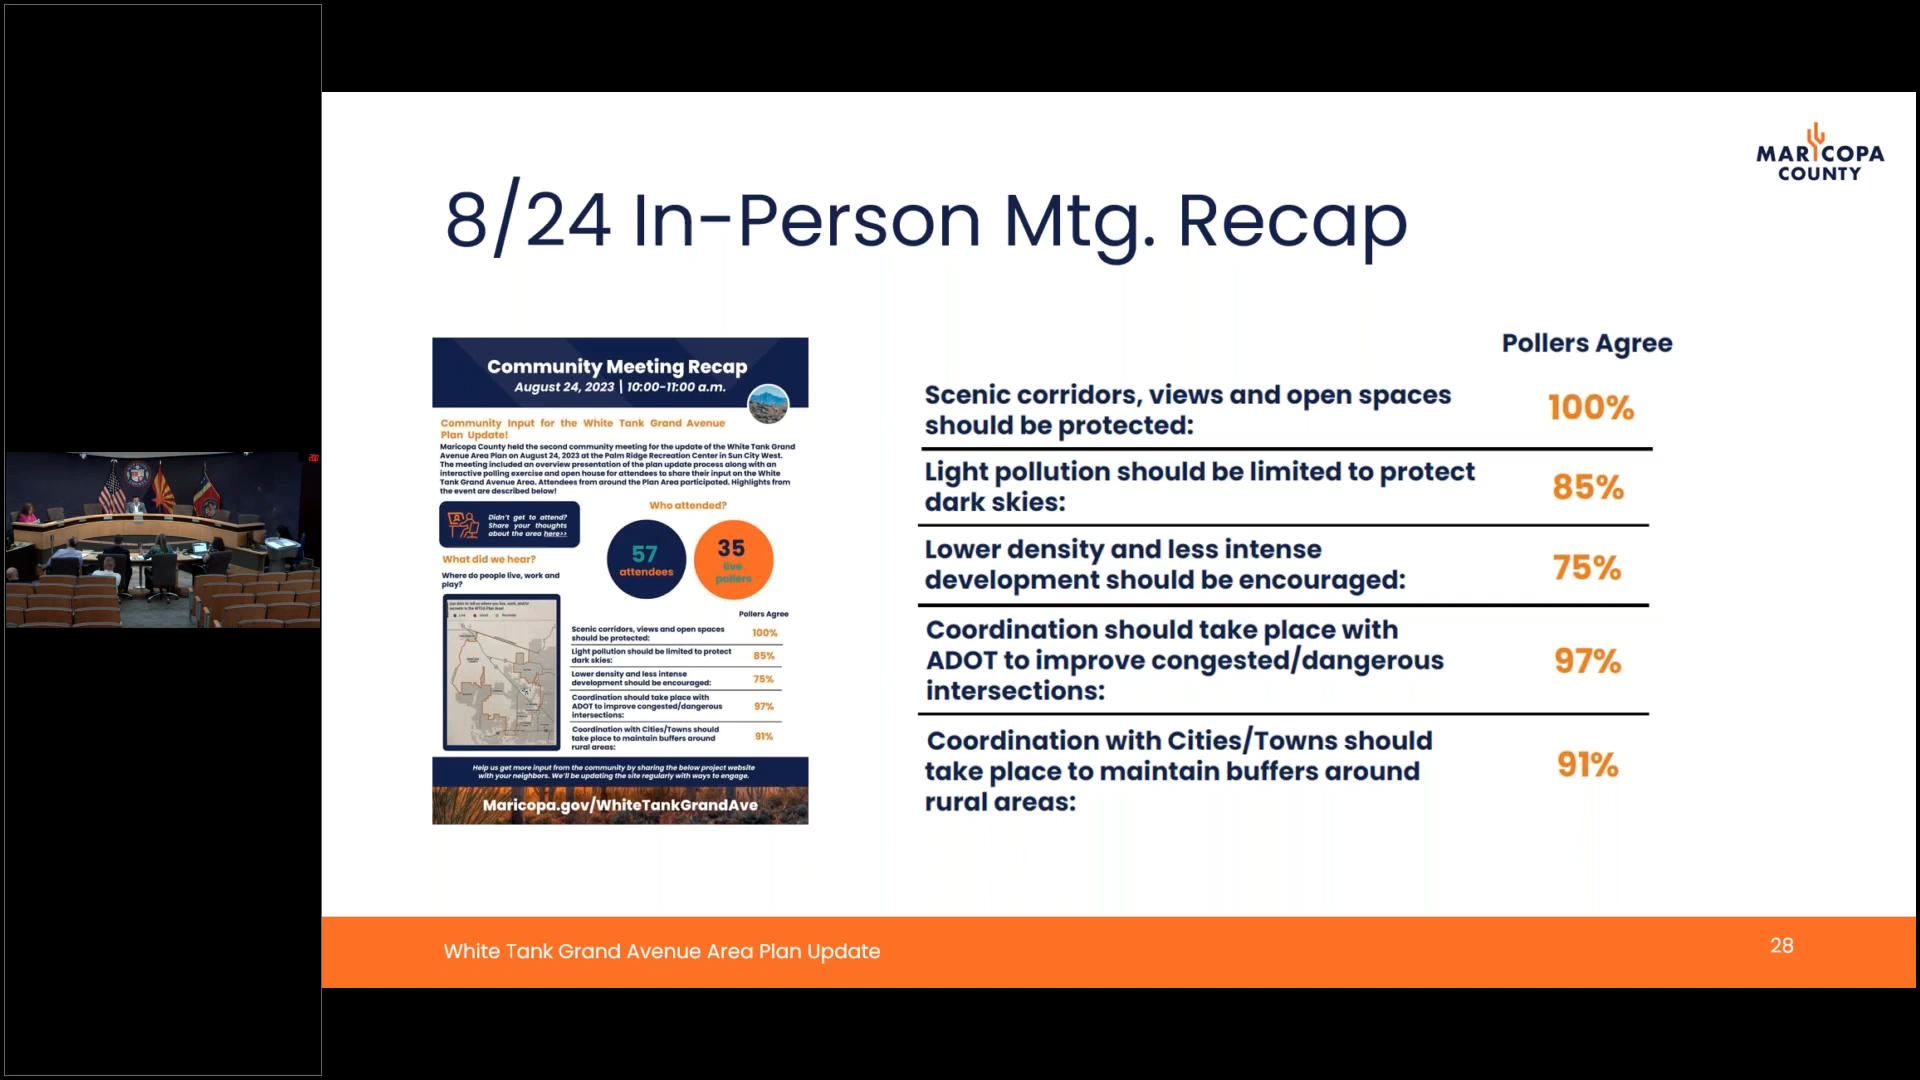 MARICOPA
COUNTY
8/24 In-Person Mtg. Recap
Community Meeting Recap
August 24, 2023 | 10:00-11:00 a.m.
Community Input for the White Tank Grand Avenue
Plan Update!
Maricopa County held the second community meeting for the update of the White Tank Grand
Avenue Area Plan on August 24, 2023 at the Palm Ridge Recreation Center in Sun City West.
The meeting included an overview presentation of the plan update process along with an
interactive polling exercise and open house for attendees to share their input on the White
Tank Grand Avenue Area. Attendees from around the Plan Area participated. Highlights from
the event are described below!
Didn't get to attend?
Share your thoughts
about the area here>>
Who attended?
57
attendees
35
live
pollers
What did we hear?
Where do people live, work and
play?
Pollers Agree
Scenic corridors, views and open spaces
should be protected:
100%
Light pollution should be limited to protect
dark skies:
85%
Lower density and less intense
development should be encouraged:
75%
Coordination should take place with
ADOT to improve congested/dangerous
intersections:
97%
Coordination with Cities/Towns should
take place to maintain buffers around
rural areas:
91%
Help us get more input from the community by sharing the below project website
with your neighbors. We'll be updating the site regularly with ways to engage.
Maricopa.gov/WhiteTankGrandAve
Pollers Agree
Scenic corridors, views and open spaces
should be protected:
100%
Light pollution should be limited to protect
dark skies:
85%
Lower density and less intense
development should be encouraged:
75%
Coordination should take place with
ADOT to improve congested/dangerous
intersections:
97%
Coordination with Cities/Towns should
take place to maintain buffers around
rural areas:
91%
White Tank Grand Avenue Area Plan Update
28